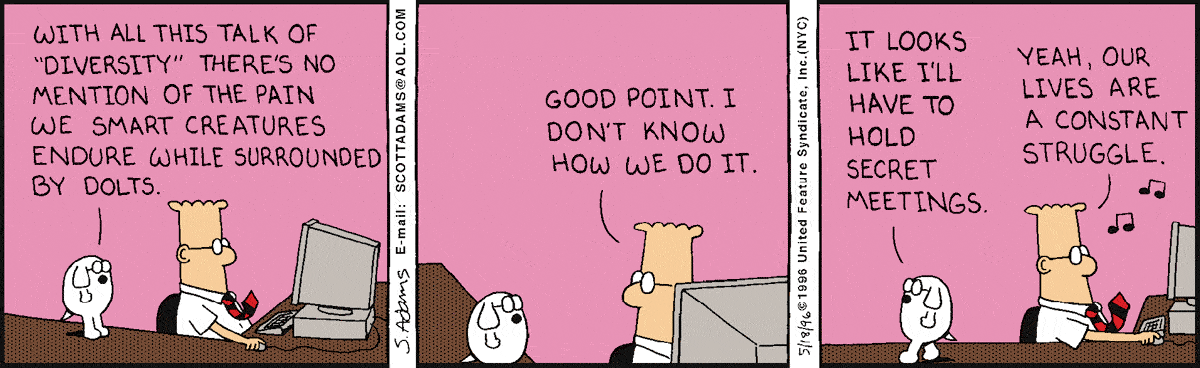 WITH ALL THIS TALK OF
"DIVERSITY" THERE'S NO
MENTION OF THE PAIN
WE SMART CREATURES
ENDURE WHILE SURROUNDED
BY DOLTS.
S. Adams E-mail: SCOTTADAMS@AOL.COM
GOOD POINT. I
DON'T KNOW
HOW WE DO IT.
5/18/96 © 1996 United Feature Syndicate, Inc.(NYC)
IT LOOKS
LIKE I'LL
HAVE TO
HOLD
SECRET
MEETINGS.
YEAH, OUR
LIVES ARE
A CONSTANT
STRUGGLE.